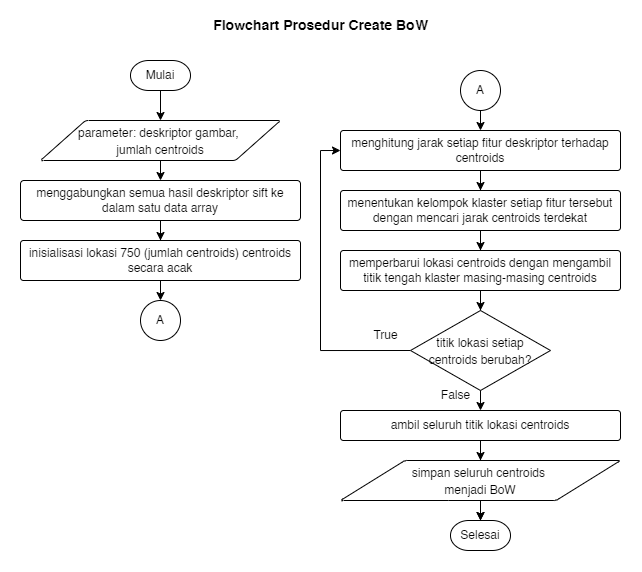 Flowchart Prosedur Create BoW
Mulai
parameter: deskriptor gambar,
jumlah centroids
menggabungkan semua hasil deskriptor sift ke
dalam satu data array
inisialisasi lokasi 750 (jumlah centroids) centroids
secara acak
A
A
menghitung jarak setiap fitur deskriptor terhadap
centroids
menentukan kelompok klaster setiap fitur tersebut
dengan mencari jarak centroids terdekat
memperbarui lokasi centroids dengan mengambil
titik tengah klaster masing-masing centroids
True
titik lokasi setiap
centroids berubah?
False
ambil seluruh titik lokasi centroids
simpan seluruh centroids
menjadi BoW
Selesai